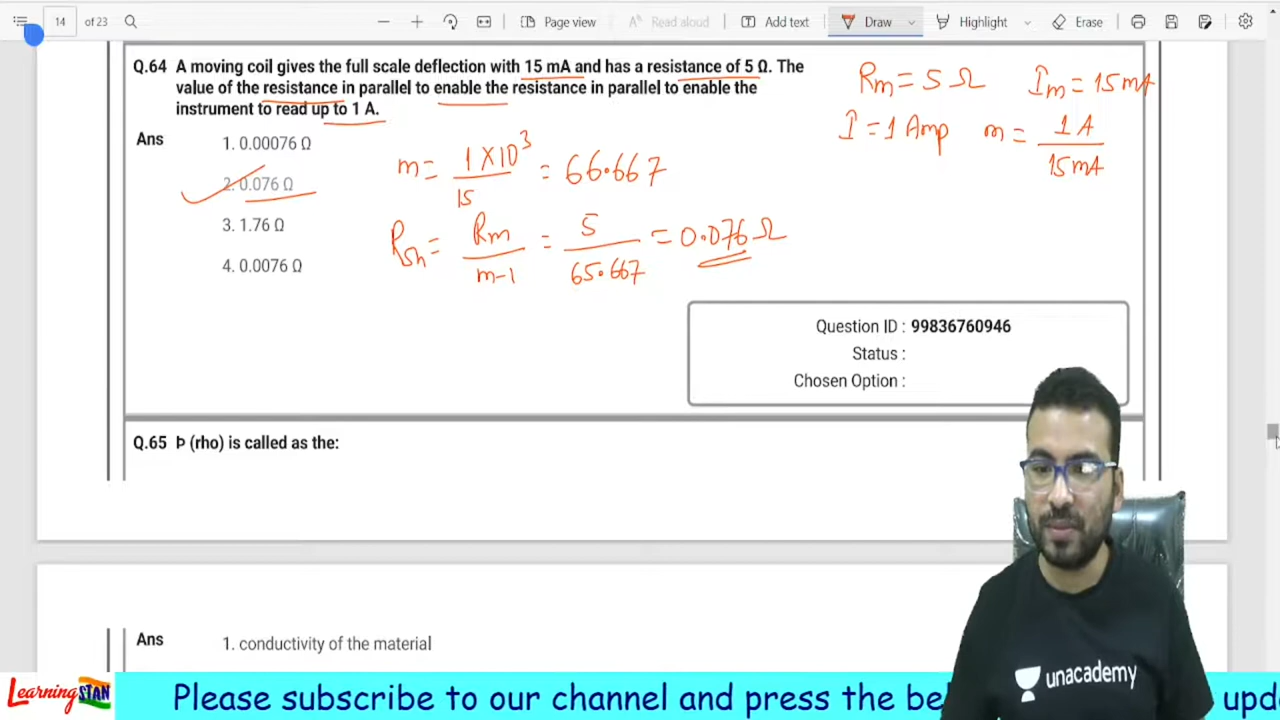 14 of 23
Page view
Read aloud
Add text
Draw
Highlight
Erase
Q.64 A moving coil gives the full scale deflection with 15 mA and has a resistance of 5 Ω. The
value of the resistance in parallel to enable the resistance in parallel to enable the
instrument to read up to 1 A.
Rm = 5 Ω Im = 15 mA
I = 1 Amp m = 1 A / 15 mA
Ans
1. 0.00076 Ω
2. 0.076 Ω
3. 1.76 Ω
4. 0.0076 Ω
m = 1 X 10³ / 15 = 66.667
Rsh = Rm / m-1 = 5 / 65.667 = 0.076 Ω
Question ID : 99836760946
Status :
Chosen Option :
Q.65 Þ (rho) is called as the:
Ans
1. conductivity of the material
unacademy
Learning STAN
Please subscribe to our channel and press the be
upd